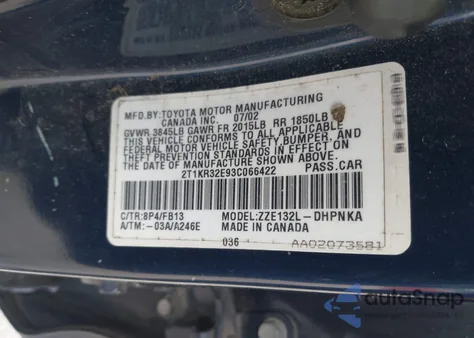 MFD.BY:TOYOTA MOTOR MANUFACTURING
CANADA INC. 07/02
GVWR 3845LB GAWR FR 2015LB RR 1850LB
THIS VEHICLE CONFORMS TO ALL APPLICABLE
FEDERAL MOTOR VEHICLE SAFETY, BUMPER, AND
THEFT PREVENTION STANDARDS IN EFFECT ON
THE DATE OF MANUFACTURE SHOWN ABOVE.
2T1KR32E93C066422 PASS.CAR
C/TR:8P4/FB13 MODEL:ZZE132L-DHPNKA
A/TM:-03A/A246E MADE IN CANADA
036 AA02073581
autoSnap